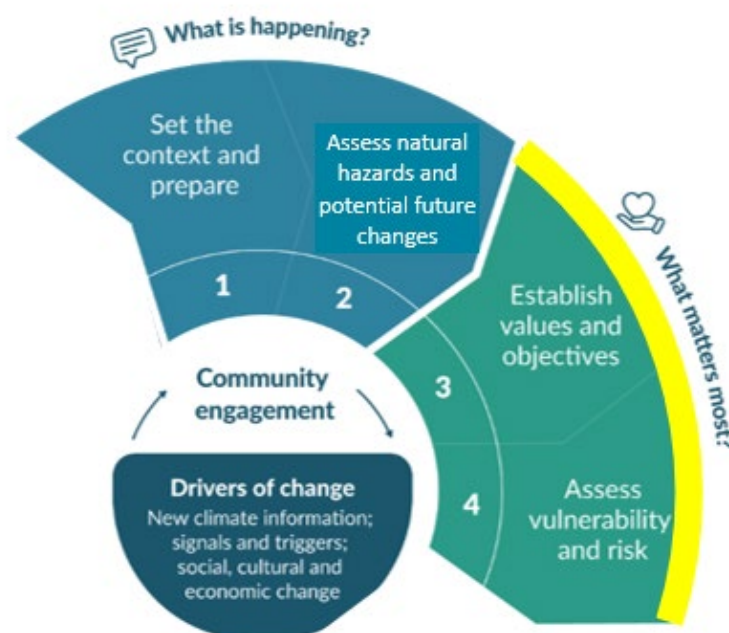 What is happening?
Set the
context and
prepare
Assess natural
hazards and
potential future
changes
1
2
What matters most?
Establish
values and
objectives
3
4
Assess
vulnerability
and risk
Community
engagement
Drivers of change
New climate information;
signals and triggers;
social, cultural and
economic change